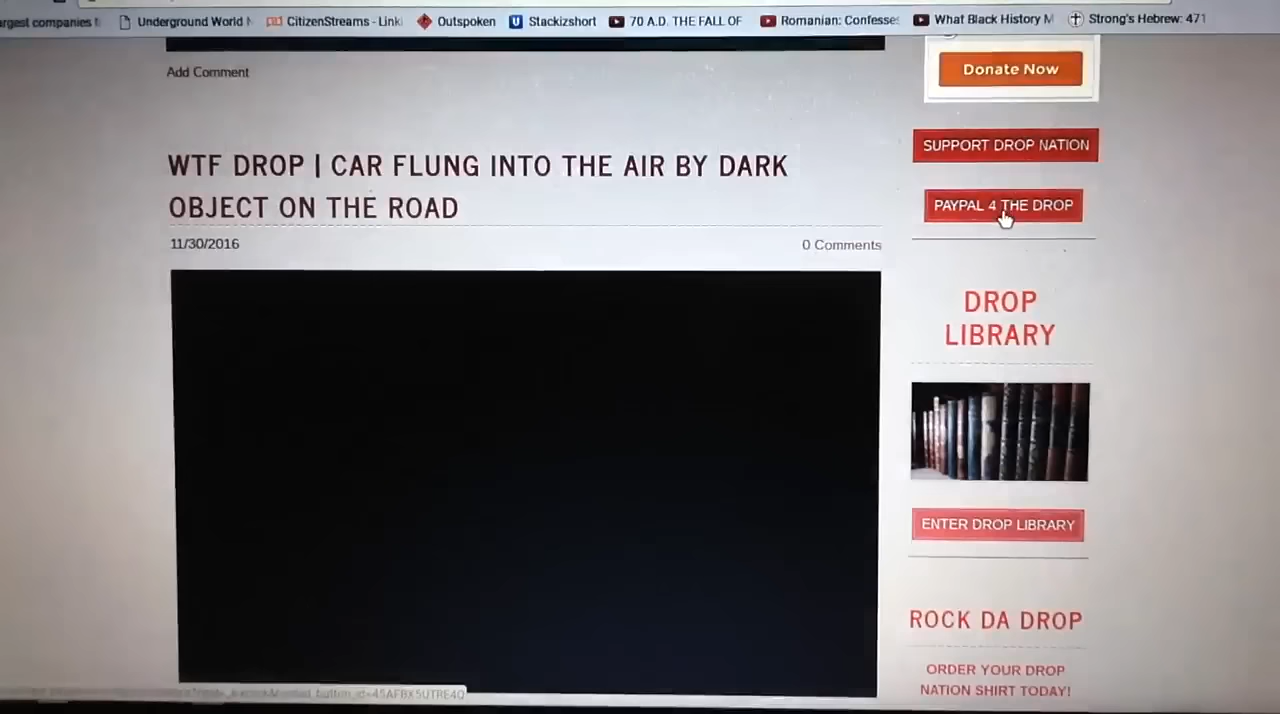 argest companies t
Underground World N
CitizenStreams - Linki
Outspoken
Stackizshort
70 A.D. THE FALL OF
Romanian: Confesses
What Black History M
Strong's Hebrew: 471
Add Comment
Donate Now
SUPPORT DROP NATION
WTF DROP | CAR FLUNG INTO THE AIR BY DARK
OBJECT ON THE ROAD
PAYPAL 4 THE DROP
11/30/2016
0 Comments
DROP
LIBRARY
ENTER DROP LIBRARY
ROCK DA DROP
ORDER YOUR DROP
NATION SHIRT TODAY!